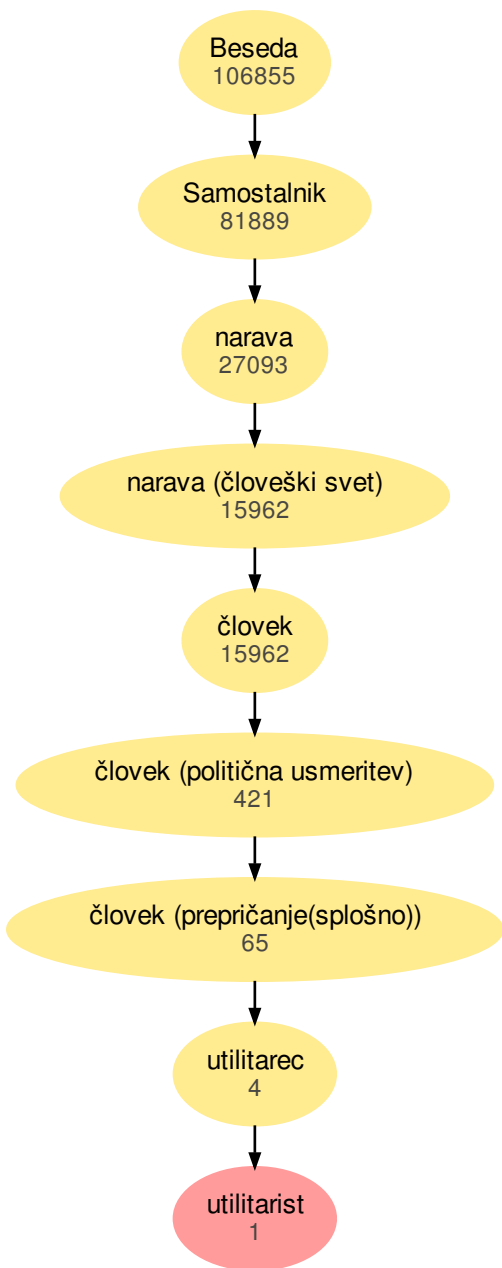 Beseda
106855
Samostalnik
81889
narava
27093
narava (človeški svet)
15962
človek
15962
človek (politična usmeritev)
421
človek (prepričanje(splošno))
65
utilitarec
4
utilitarist
1